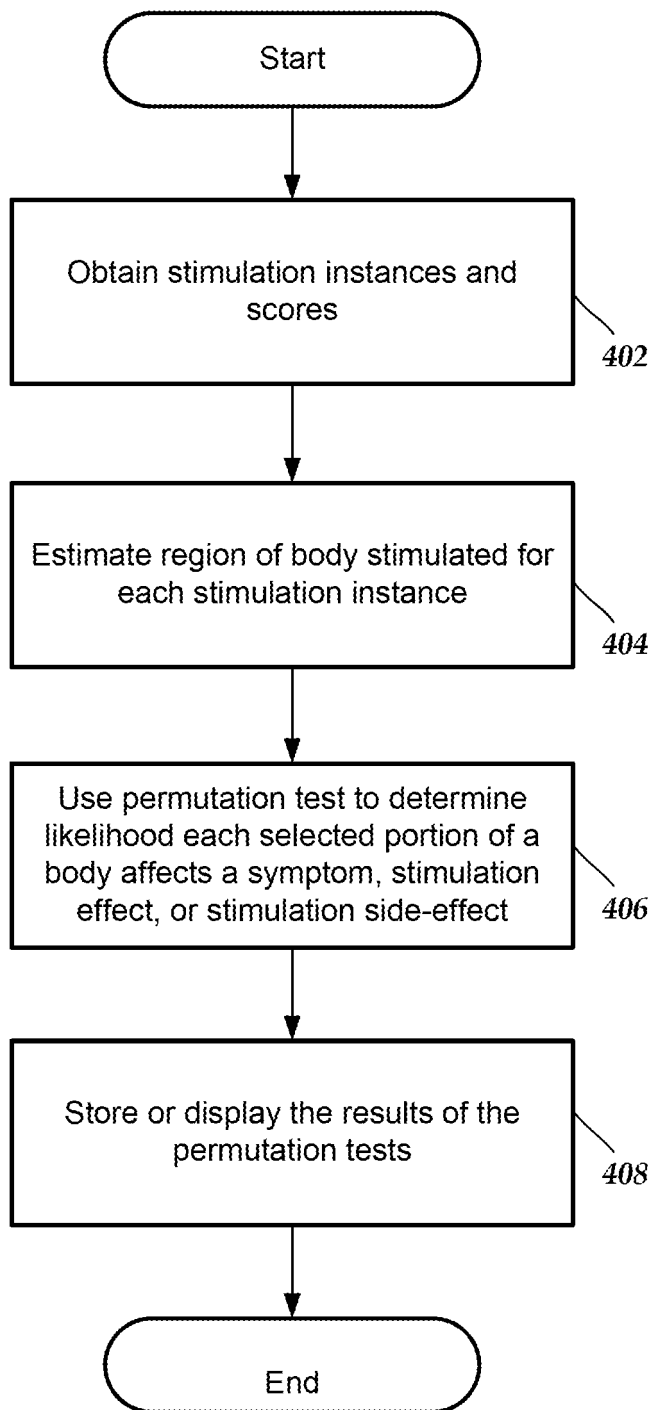 Start
Obtain stimulation instances and
scores
402
Estimate region of body stimulated for
each stimulation instance
404
Use permutation test to determine
likelihood each selected portion of a
body affects a symptom, stimulation
effect, or stimulation side-effect
406
Store or display the results of the
permutation tests
408
End